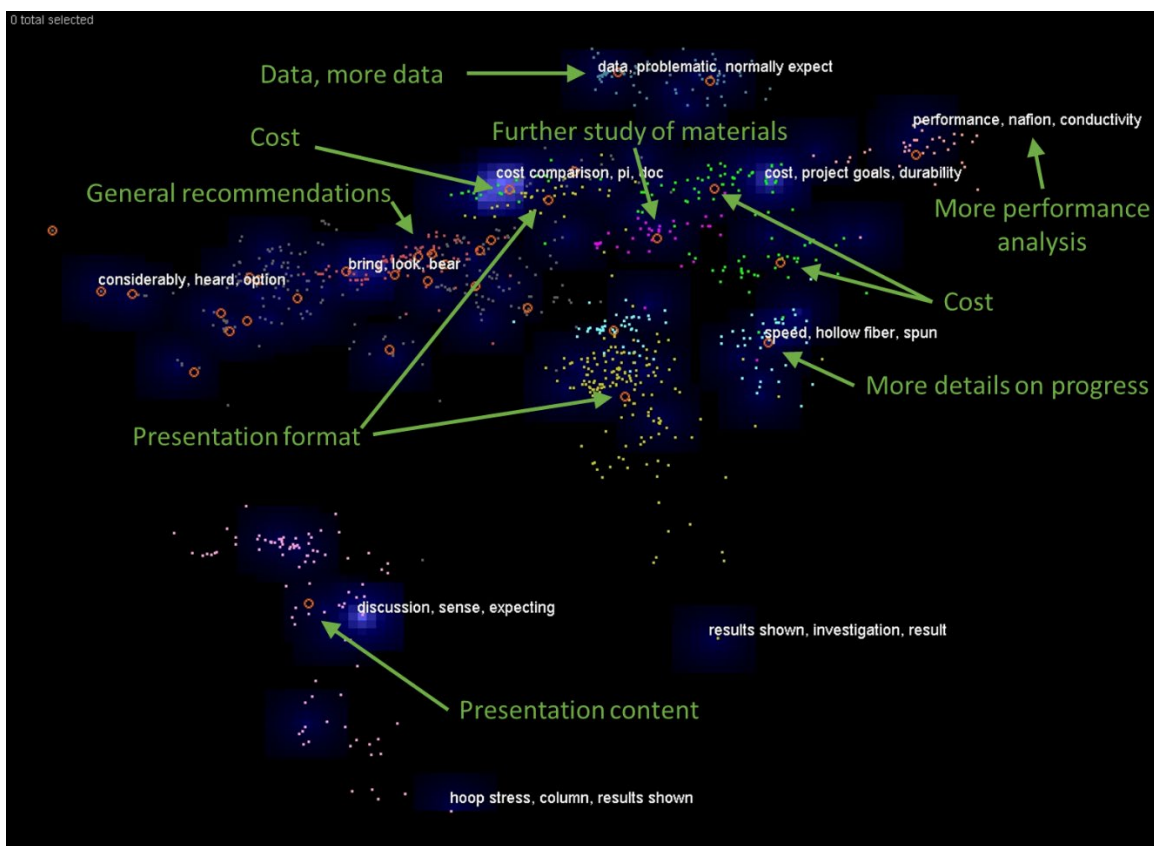 0 total selected
Data, more data
data, problematic, normally expect
performance, nafion, conductivity
Cost
Further study of materials
cost comparison, pi, doc
cost, project goals, durability
General recommendations
More performance
analysis
bring, look, bear
considerably, heard, option
Cost
speed, hollow fiber, spun
More details on progress
Presentation format
discussion, sense, expecting
results shown, investigation, result
Presentation content
hoop stress, column, results shown